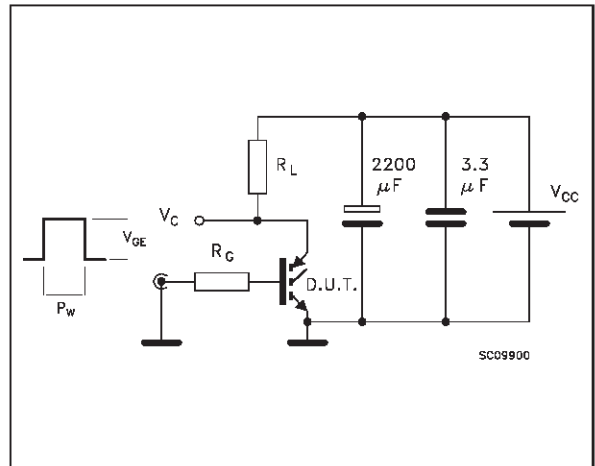 2200
μF
3.3
μF
R_L
V_CC
V_C
V_GE
R_G
D.U.T.
P_W
SC09900